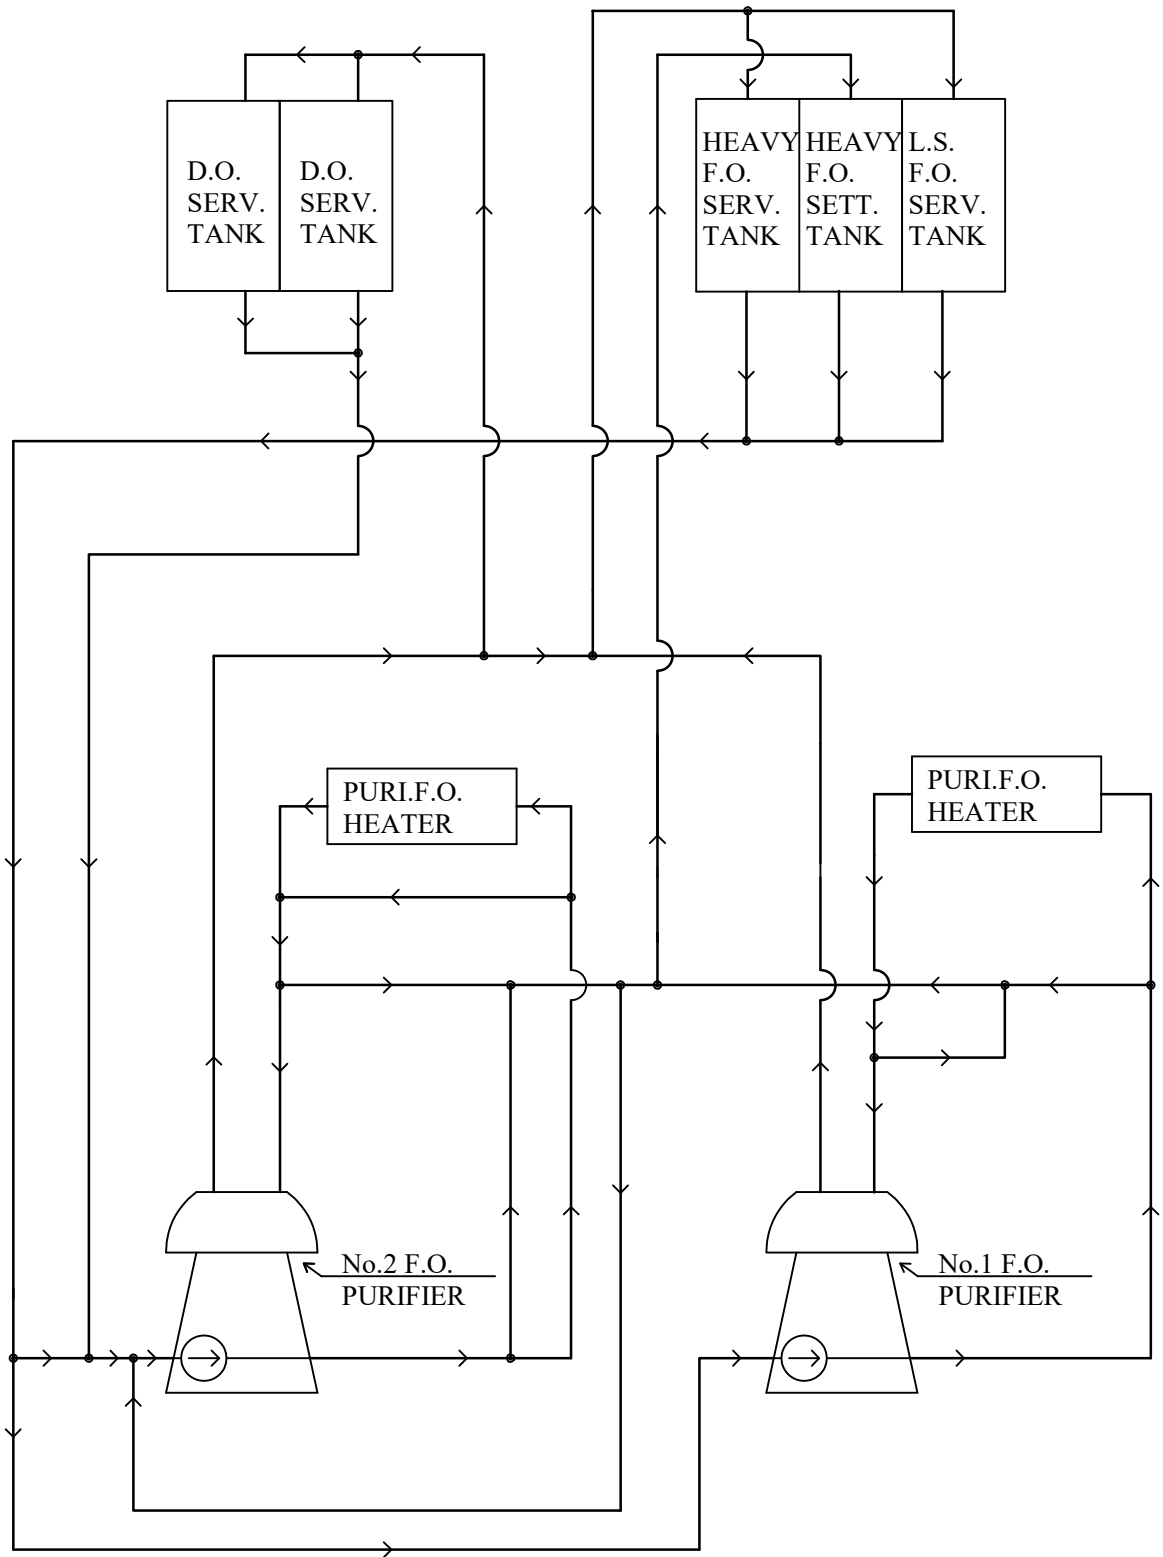 D.O.
SERV.
TANK
D.O.
SERV.
TANK
HEAVY
F.O.
SERV.
TANK
HEAVY
F.O.
SETT.
TANK
L.S.
F.O.
SERV.
TANK
PURI.F.O.
HEATER
PURI.F.O.
HEATER
No.2 F.O.
PURIFIER
No.1 F.O.
PURIFIER